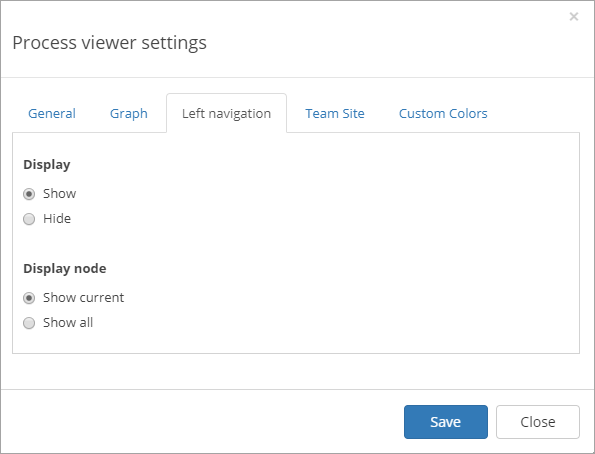 ×
Process viewer settings
General Graph Left navigation Team Site Custom Colors
Display
Show
Hide
Display node
Show current
Show all
Save Close